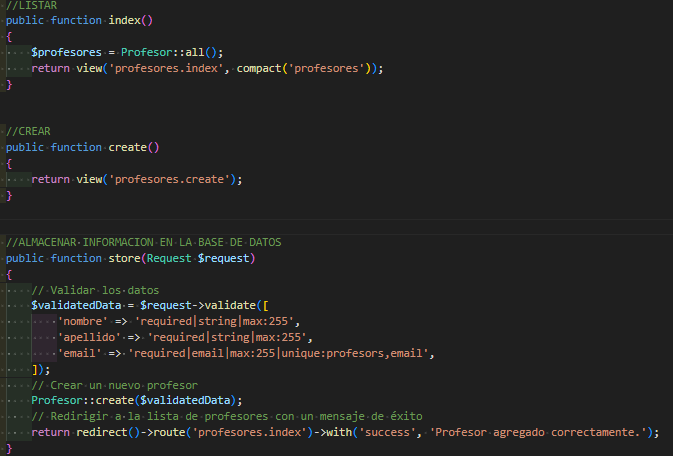 //LISTAR
public function index()
{
    $profesores = Profesor::all();
    return view('profesores.index', compact('profesores'));
}
//CREAR
public function create()
{
    return view('profesores.create');
}
//ALMACENAR INFORMACION EN LA BASE DE DATOS
public function store(Request $request)
{
    // Validar los datos
    $validatedData = $request->validate([
        'nombre' => 'required|string|max:255',
        'apellido' => 'required|string|max:255',
        'email' => 'required|email|max:255|unique:profesors,email',
    ]);
    // Crear un nuevo profesor
    Profesor::create($validatedData);
    // Redirigir a la lista de profesores con un mensaje de éxito
    return redirect()->route('profesores.index')->with('success', 'Profesor agregado correctamente.');
}